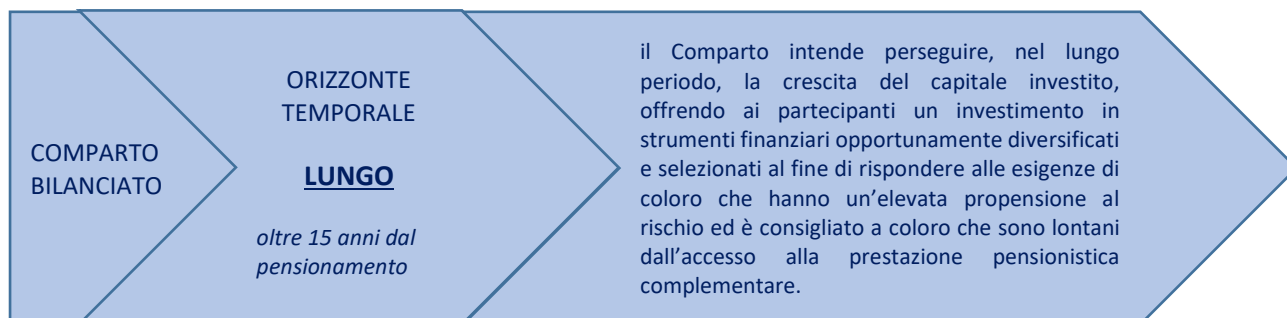 COMPARTO
BILANCIATO
ORIZZONTE
TEMPORALE
LUNGO
oltre 15 anni dal
pensionamento
il Comparto intende perseguire, nel lungo
periodo, la crescita del capitale investito,
offrendo ai partecipanti un investimento in
strumenti finanziari opportunamente diversificati
e selezionati al fine di rispondere alle esigenze di
coloro che hanno un’elevata propensione al
rischio ed è consigliato a coloro che sono lontani
dall’accesso alla prestazione pensionistica
complementare.